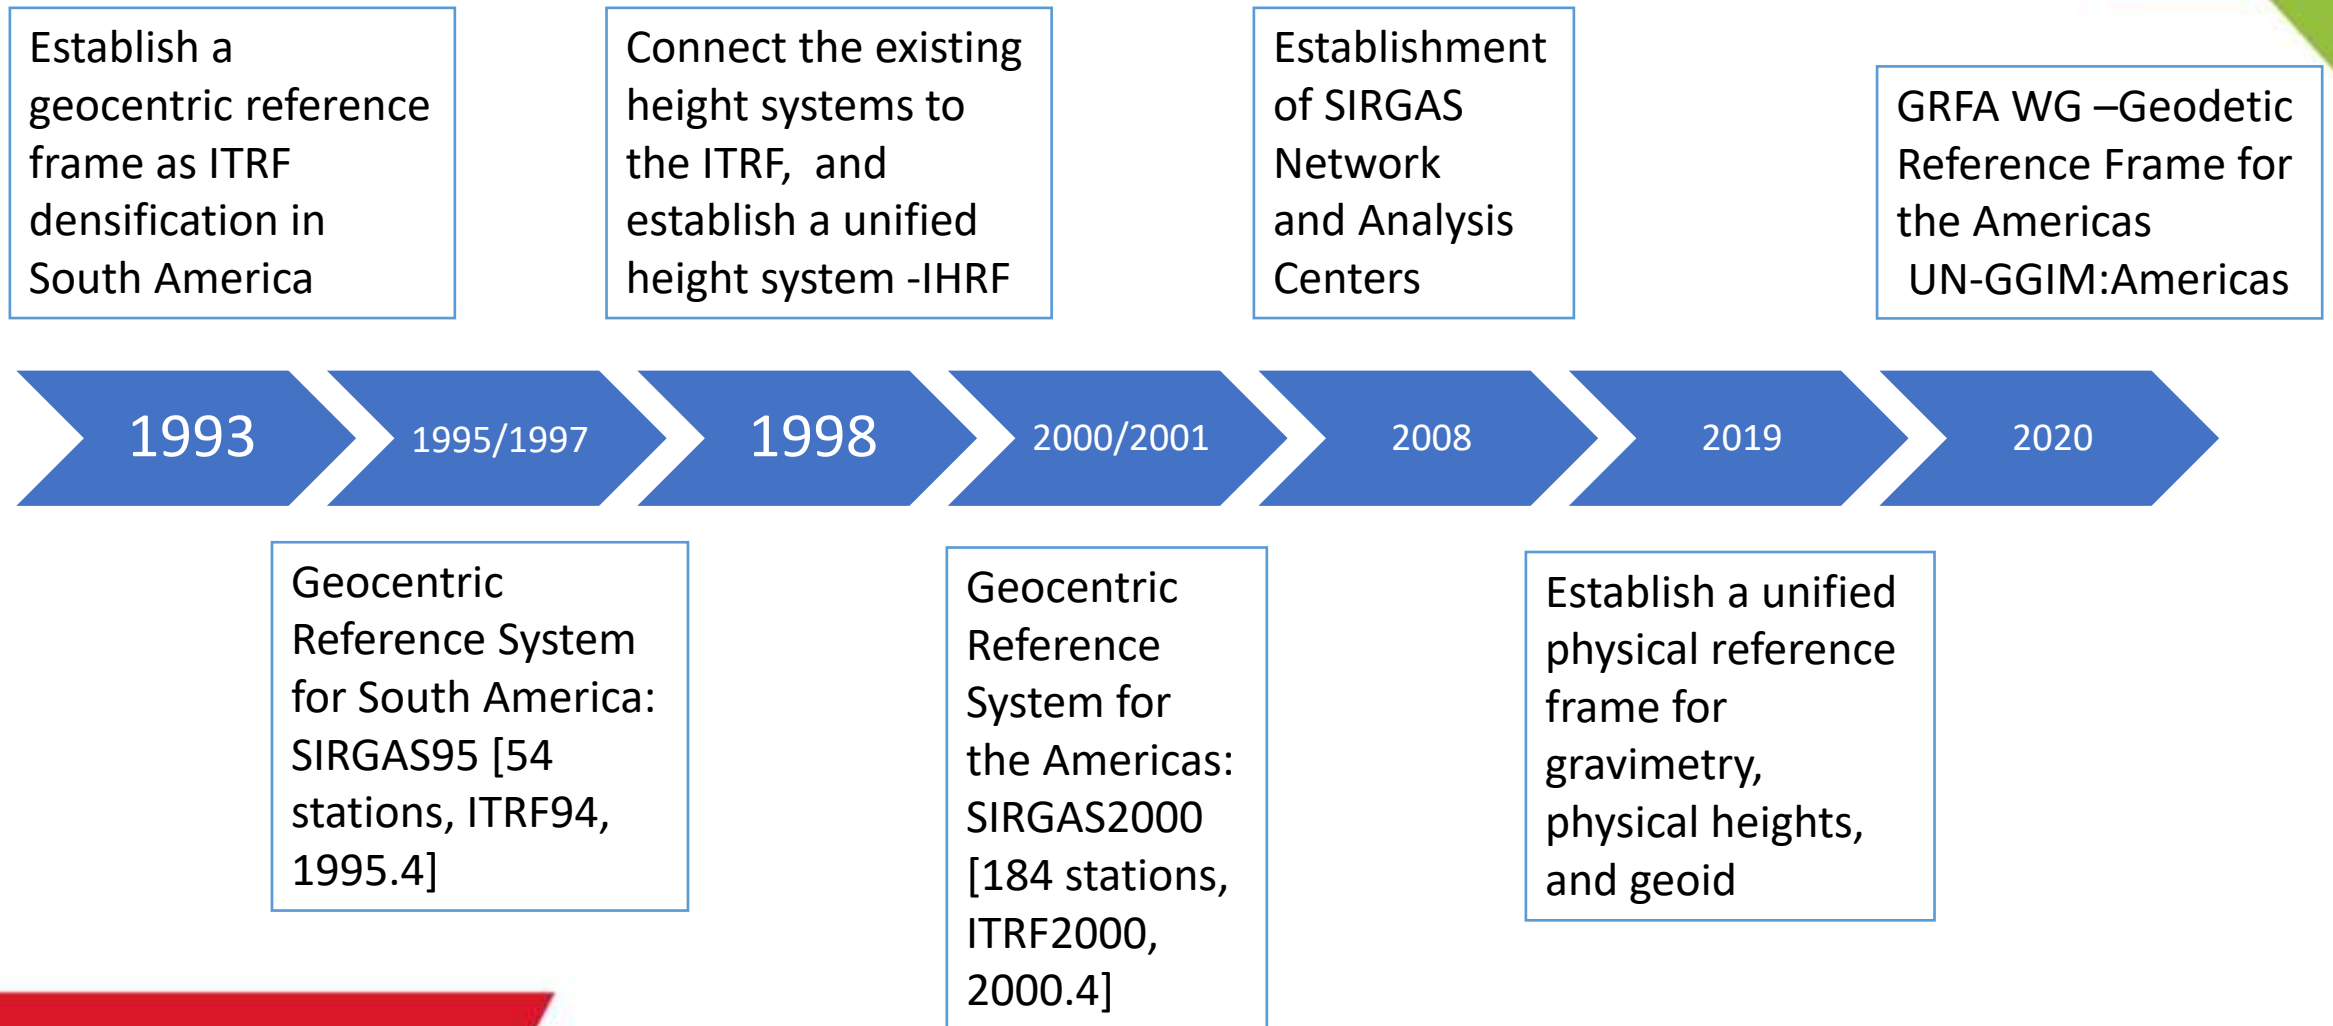 Establish a
geocentric reference
frame as ITRF
densification in
South America
Connect the existing
height systems to
the ITRF,  and
establish a unified
height system -IHRF
Establishment
of SIRGAS
Network
and Analysis
Centers
GRFA WG –Geodetic
Reference Frame for
the Americas
UN-GGIM:Americas
1993
1995/1997
1998
2000/2001
2008
2019
2020
Geocentric
Reference System
for South America:
SIRGAS95 [54
stations, ITRF94,
1995.4]
Geocentric
Reference
System for
the Americas:
SIRGAS2000
[184 stations,
ITRF2000,
2000.4]
Establish a unified
physical reference
frame for
gravimetry,
physical heights,
and geoid